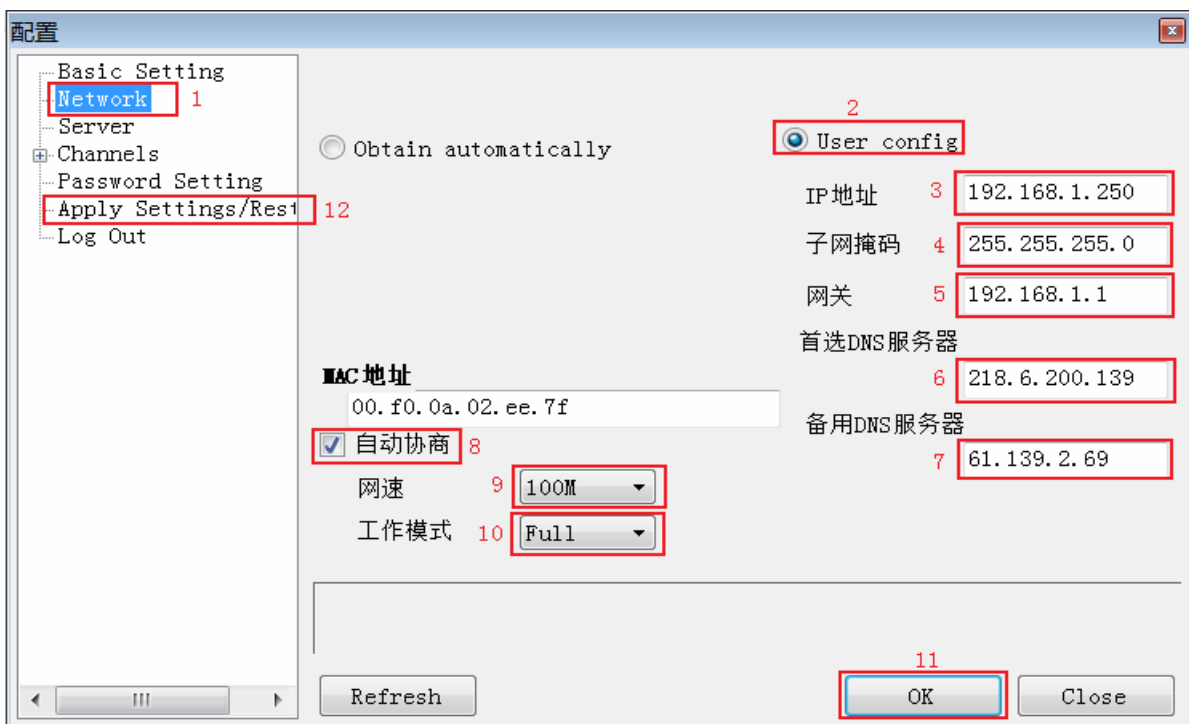 配置
Basic Setting
Network 1
Server
Channels
Password Setting
Apply Settings/Rest 12
Log Out
Obtain automatically
2
User config
IP地址 3 192.168.1.250
子网掩码 4 255.255.255.0
网关 5 192.168.1.1
首选DNS服务器
6 218.6.200.139
备用DNS服务器
7 61.139.2.69
MAC地址
00.f0.0a.02.ee.7f
自动协商 8
网速 9 100M
工作模式 10 Full
11
Refresh OK Close